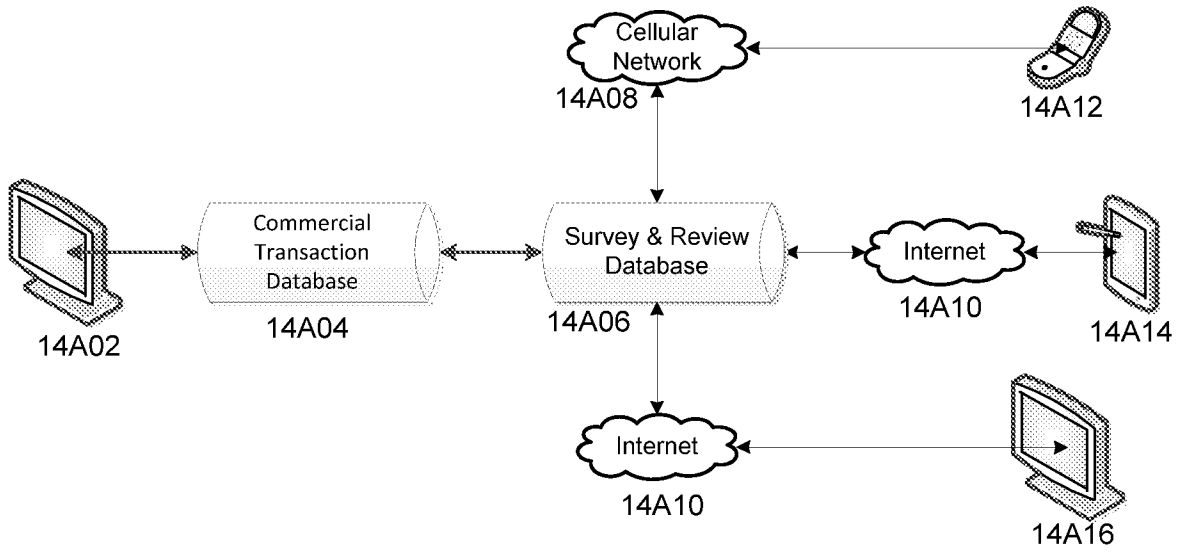 Cellular
Network
14A08
14A12
Commercial
Transaction
Database
14A02
14A04
Survey & Review
Database
14A06
Internet
14A10
14A14
Internet
14A10
14A16